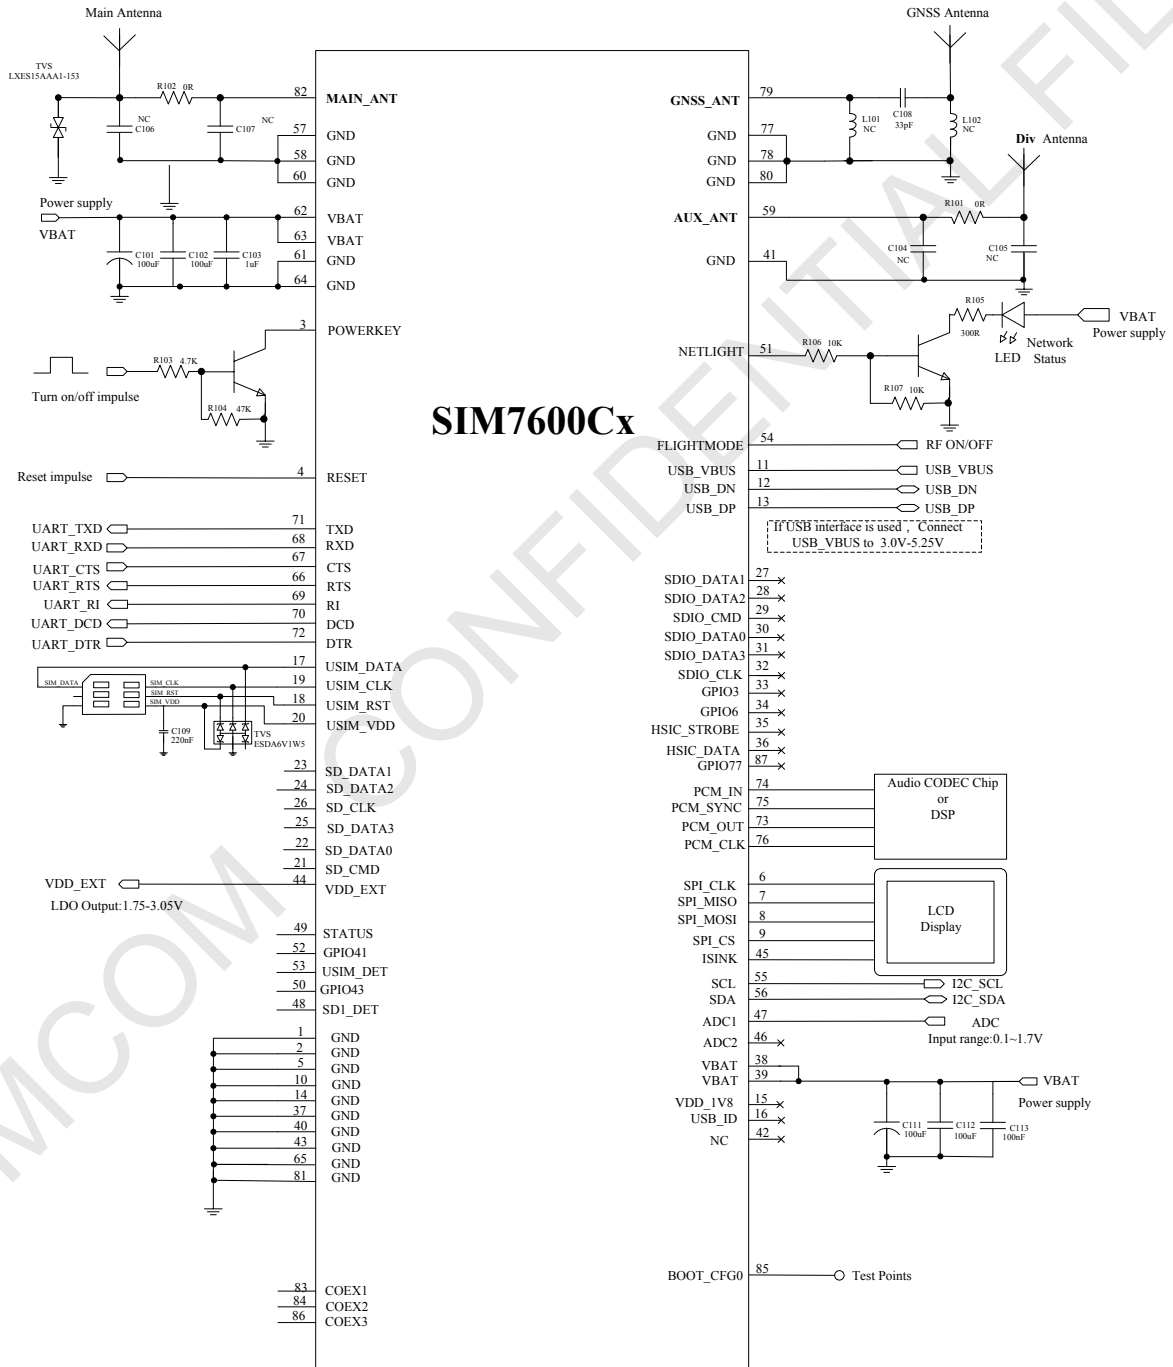 Main Antenna
TVS
LXES15AAA1-153
R102 0R
82
MAIN_ANT
NC
C106
NC
C107
57
GND
58
GND
60
GND
Power supply
VBAT
62
VBAT
63
VBAT
61
GND
64
GND
C101
100uF
C102
100uF
C103
1uF
3
POWERKEY
R103 4.7K
Turn on/off impulse
R104 47K
SIM7600Cx
Reset impulse
4
RESET
UART_TXD
71
TXD
UART_RXD
68
RXD
UART_CTS
67
CTS
UART_RTS
66
RTS
UART_RI
69
RI
UART_DCD
70
DCD
UART_DTR
72
DTR
17
USIM_DATA
19
USIM_CLK
18
USIM_RST
20
USIM_VDD
SIM_DATA
SIM_CLK
SIM_RST
SIM_VDD
C109
220nF
TVS
ESDA6V1W5
23
SD_DATA1
24
SD_DATA2
26
SD_CLK
25
SD_DATA3
22
SD_DATA0
21
SD_CMD
VDD_EXT
44
VDD_EXT
LDO Output:1.75-3.05V
49
STATUS
52
GPIO41
53
USIM_DET
50
GPIO43
48
SD1_DET
1
GND
2
GND
5
GND
10
GND
14
GND
37
GND
40
GND
43
GND
65
GND
81
GND
83
COEX1
84
COEX2
86
COEX3
GNSS Antenna
GNSS_ANT
79
C108
33pF
L101
NC
L102
NC
GND
77
GND
78
GND
80
Div Antenna
AUX_ANT
59
R101 0R
C104
NC
C105
NC
GND
41
R105
300R
VBAT
Power supply
LED
Network
Status
NETLIGHT
51
R106 10K
R107 10K
FLIGHTMODE
54
RF ON/OFF
USB_VBUS
11
USB_VBUS
USB_DN
12
USB_DN
USB_DP
13
USB_DP
If USB interface is used , Connect
USB_VBUS to 3.0V-5.25V
SDIO_DATA1
27
SDIO_DATA2
28
SDIO_CMD
29
SDIO_DATA0
30
SDIO_DATA3
31
SDIO_CLK
32
GPIO3
33
GPIO6
34
HSIC_STROBE
35
HSIC_DATA
36
GPIO77
87
PCM_IN
74
PCM_SYNC
75
PCM_OUT
73
PCM_CLK
76
Audio CODEC Chip
or
DSP
SPI_CLK
6
SPI_MISO
7
SPI_MOSI
8
SPI_CS
9
ISINK
45
LCD
Display
SCL
55
I2C_SCL
SDA
56
I2C_SDA
ADC1
47
ADC
Input range:0.1~1.7V
ADC2
46
VBAT
38
VBAT
39
VBAT
Power supply
VDD_1V8
15
USB_ID
16
NC
42
C111
100uF
C112
100uF
C113
100nF
BOOT_CFG0
85
Test Points
MCOM CONFIDENTIAL FIL